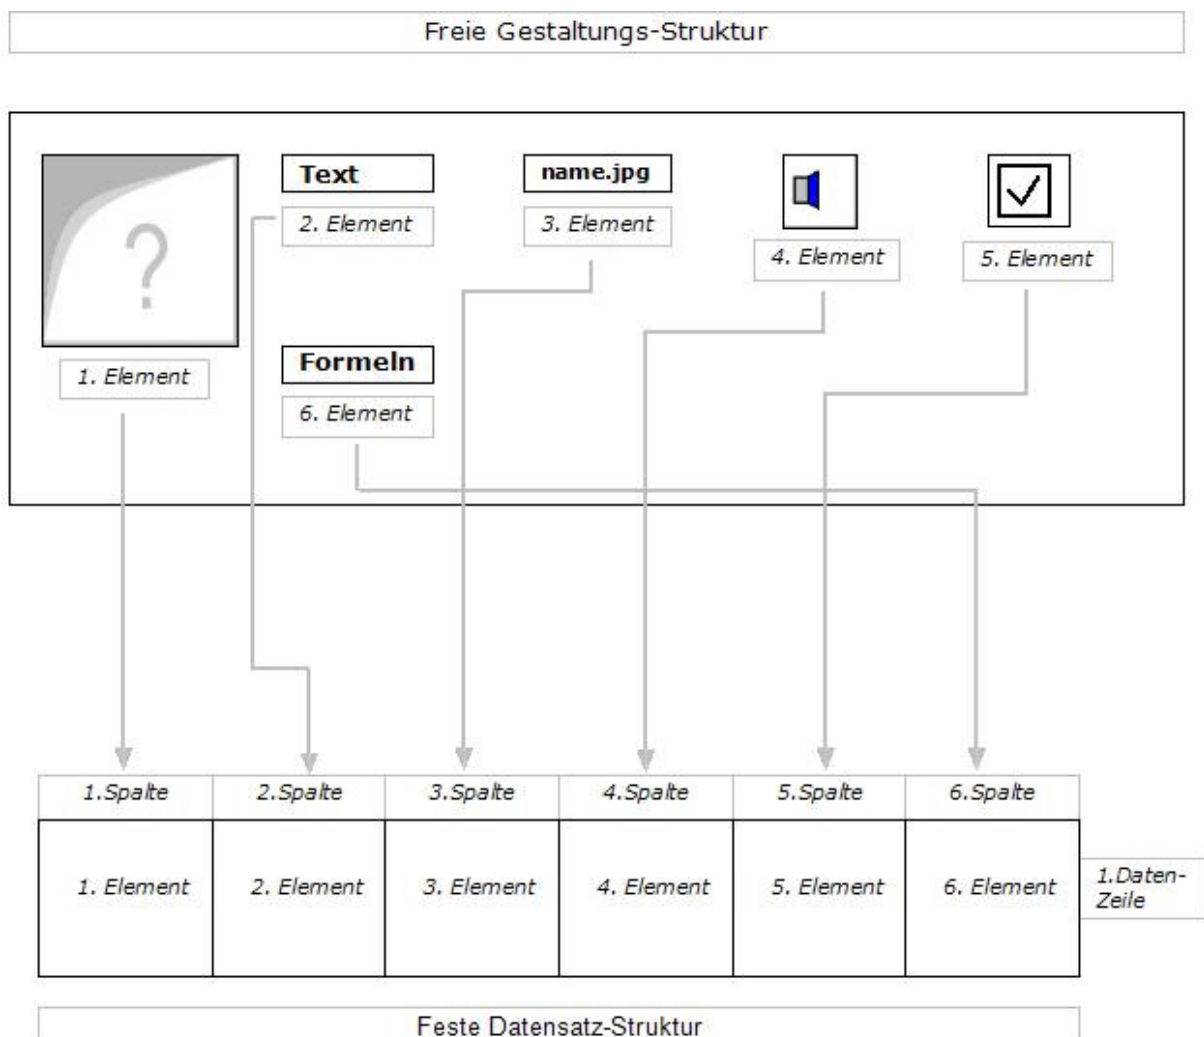 Freie Gestaltungs-Struktur
?
Text
2. Element
name.jpg
3. Element
4. Element
5. Element
1. Element
Formeln
6. Element
1.Spalte
2.Spalte
3.Spalte
4.Spalte
5.Spalte
6.Spalte
1. Element
2. Element
3. Element
4. Element
5. Element
6. Element
1.Daten-
Zeile
Feste Datensatz-Struktur